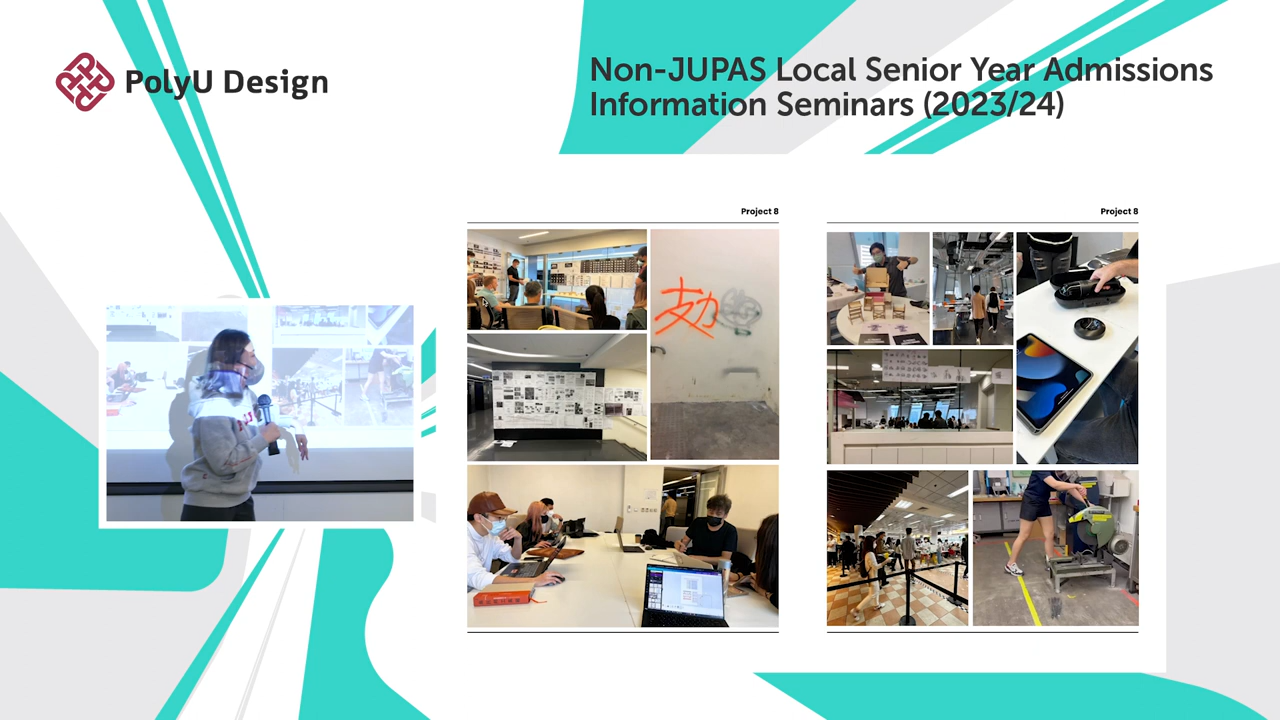 PolyU Design
Non-JUPAS Local Senior Year Admissions
Information Seminars (2023/24)
Project 8
Project 8